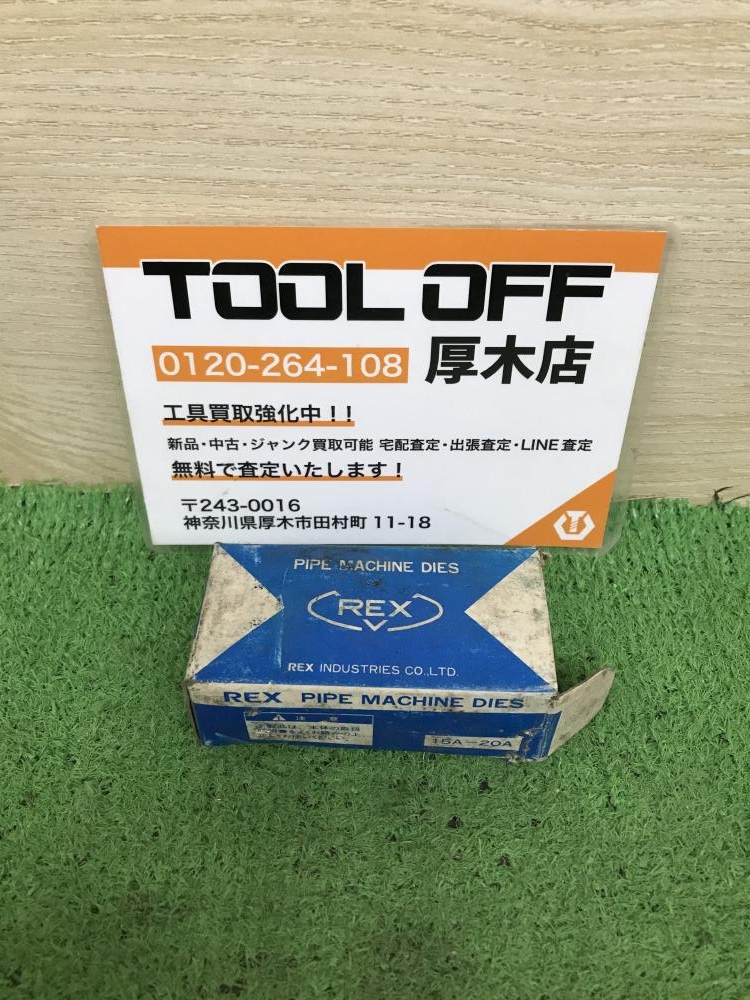 TOOL OFF
0120-264-108 厚木店
工具買取強化中！！
新品・中古・ジャンク買取可能 宅配査定・出張査定・LINE査定
無料で査定いたします！
〒243-0016
神奈川県厚木市田村町 11-18
PIPE MACHINE DIES
REX
REX INDUSTRIES CO.,LTD.
REX PIPE MACHINE DIES
注意
15A-20A